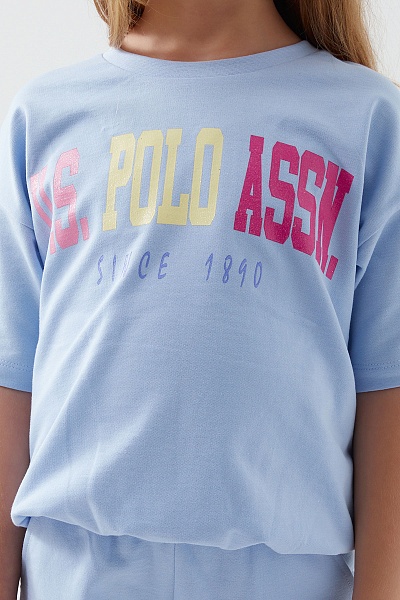 U.S. POLO ASSN.
SINCE 1890